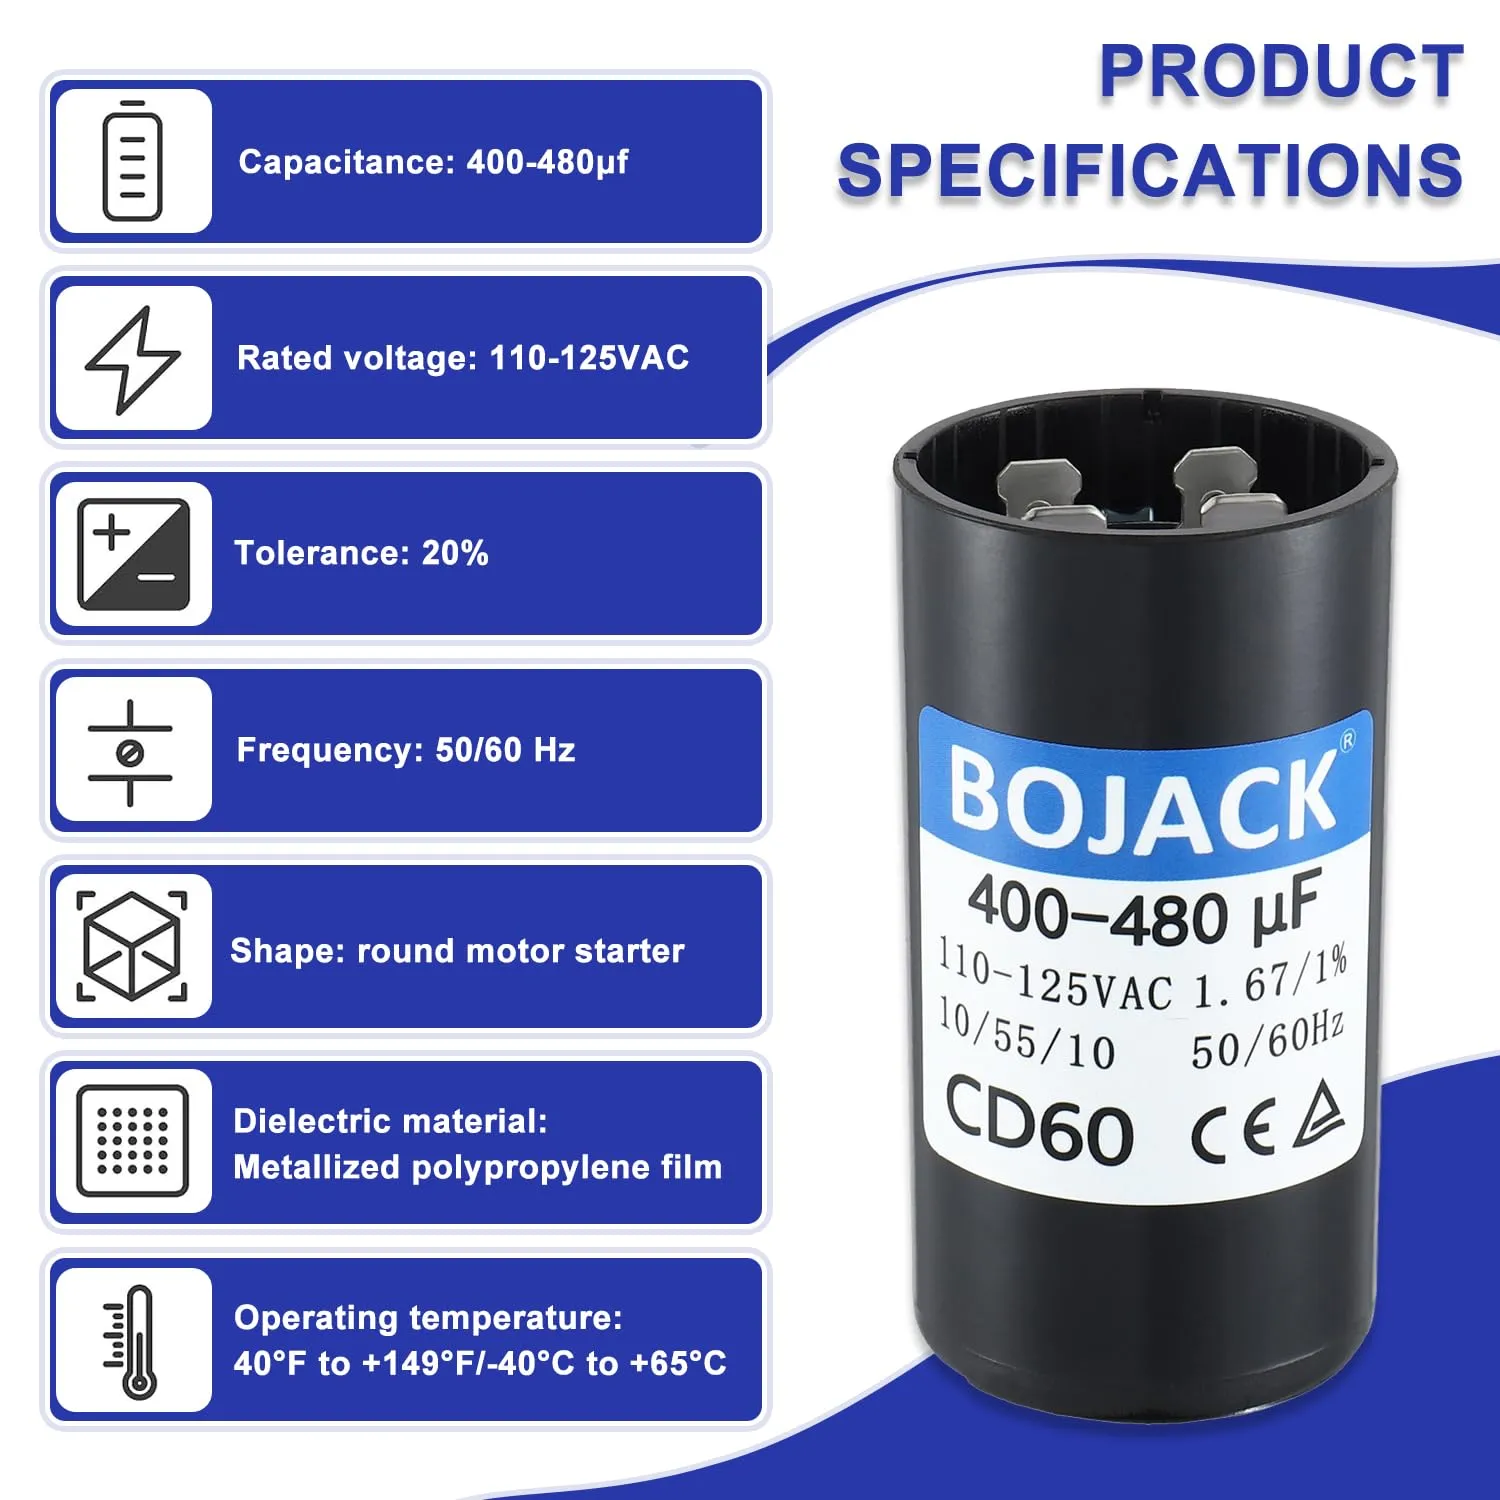 PRODUCT
SPECIFICATIONS
Capacitance: 400-480μf
Rated voltage: 110-125VAC
Tolerance: 20%
Frequency: 50/60 Hz
Shape: round motor starter
Dielectric material:
Metallized polypropylene film
Operating temperature:
40°F to +149°F/-40°C to +65°C
BOJACK®
400-480 μF
110-125VAC 1.67/1%
10/55/10 50/60Hz
CD60 CE